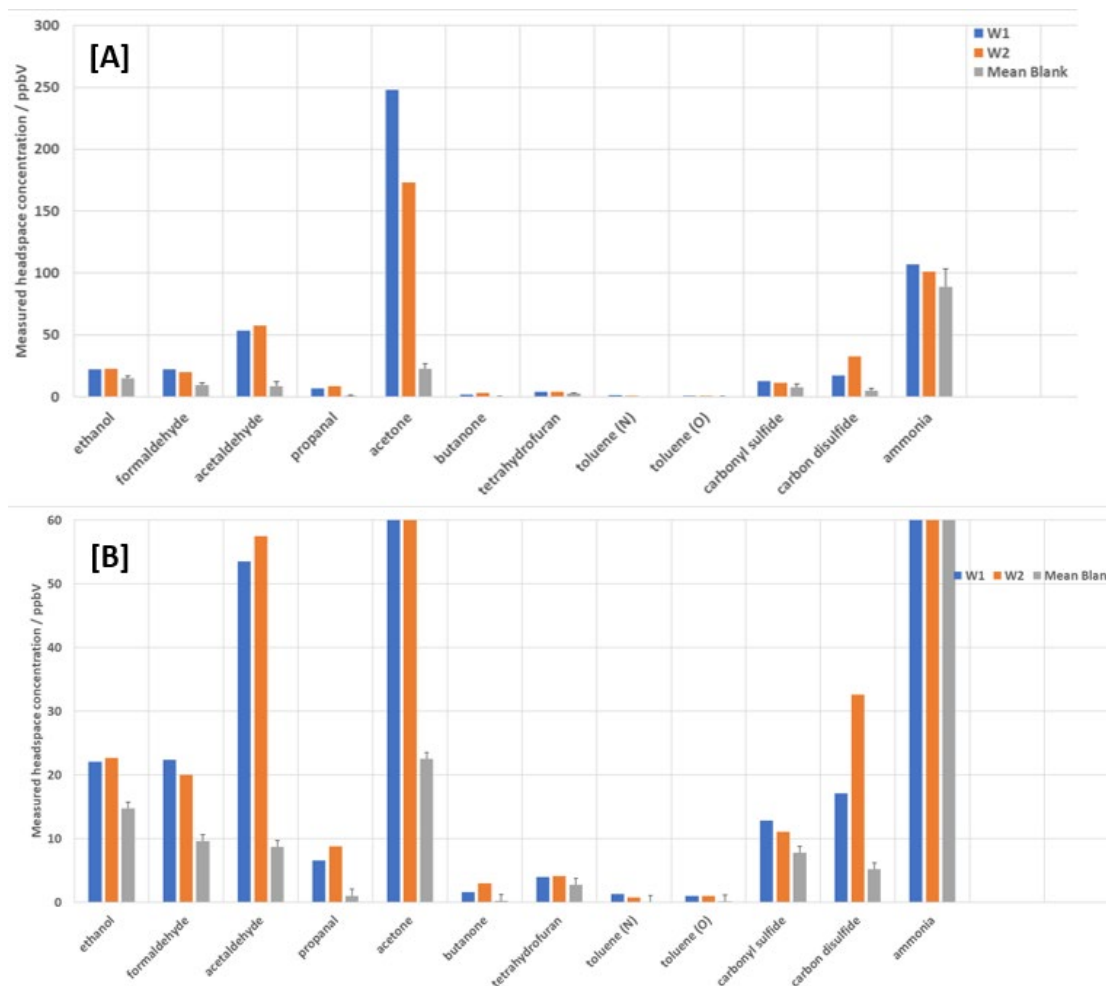 [A]
W1
W2
Mean Blank
Measured headspace concentration / ppbV
300
250
200
150
100
50
0
ethanol
formaldehyde
acetaldehyde
propanal
acetone
butanone
tetrahydrofuran
toluene (N)
toluene (O)
carbonyl sulfide
carbon disulfide
ammonia
[B]
W1 W2 Mean Blan
Measured headspace concentration / ppbV
60
50
40
30
20
10
0
ethanol
formaldehyde
acetaldehyde
propanal
acetone
butanone
tetrahydrofuran
toluene (N)
toluene (O)
carbonyl sulfide
carbon disulfide
ammonia